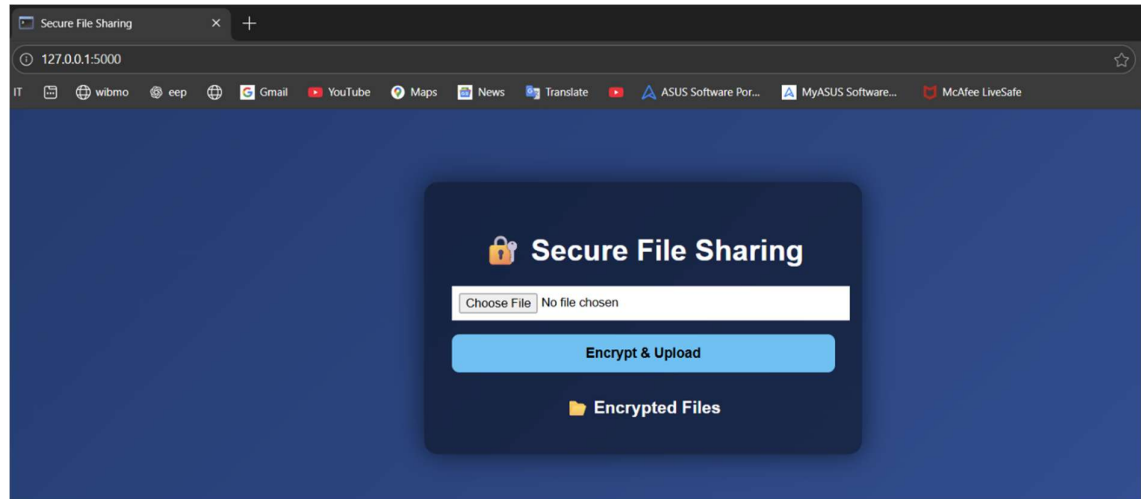 Secure File Sharing
127.0.0.1:5000
IT wibmo eep Gmail YouTube Maps News Translate ASUS Software Por... MyASUS Software... McAfee LiveSafe
Secure File Sharing
Choose File No file chosen
Encrypt & Upload
Encrypted Files